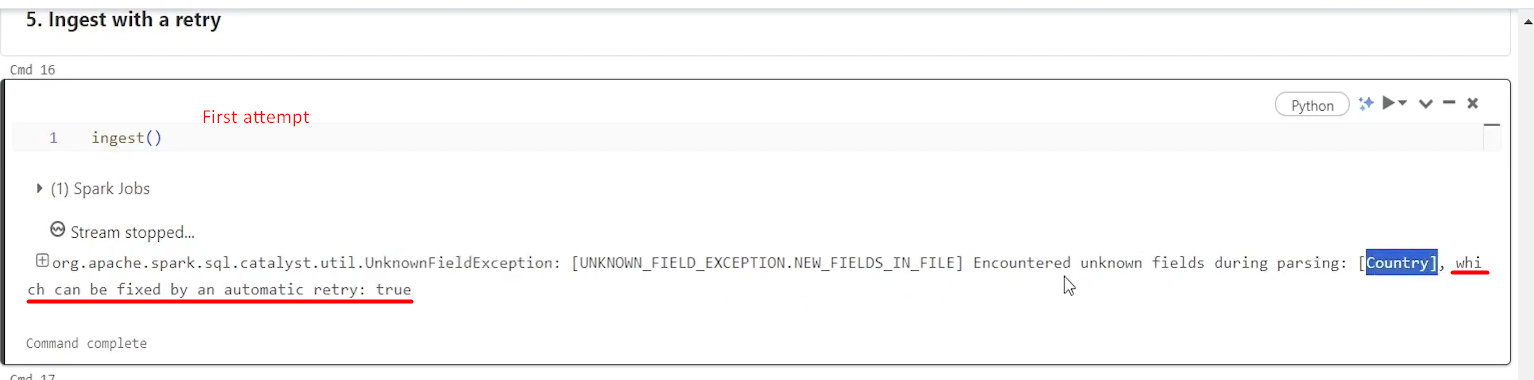 5. Ingest with a retry
Cmd 16
First attempt
Python
1 ingest()
(1) Spark Jobs
Stream stopped...
org.apache.spark.sql.catalyst.util.UnknownFieldException: [UNKNOWN_FIELD_EXCEPTION.NEW_FIELDS_IN_FILE] Encountered unknown fields during parsing: [Country], whi
ch can be fixed by an automatic retry: true
Command complete
Cmd 17